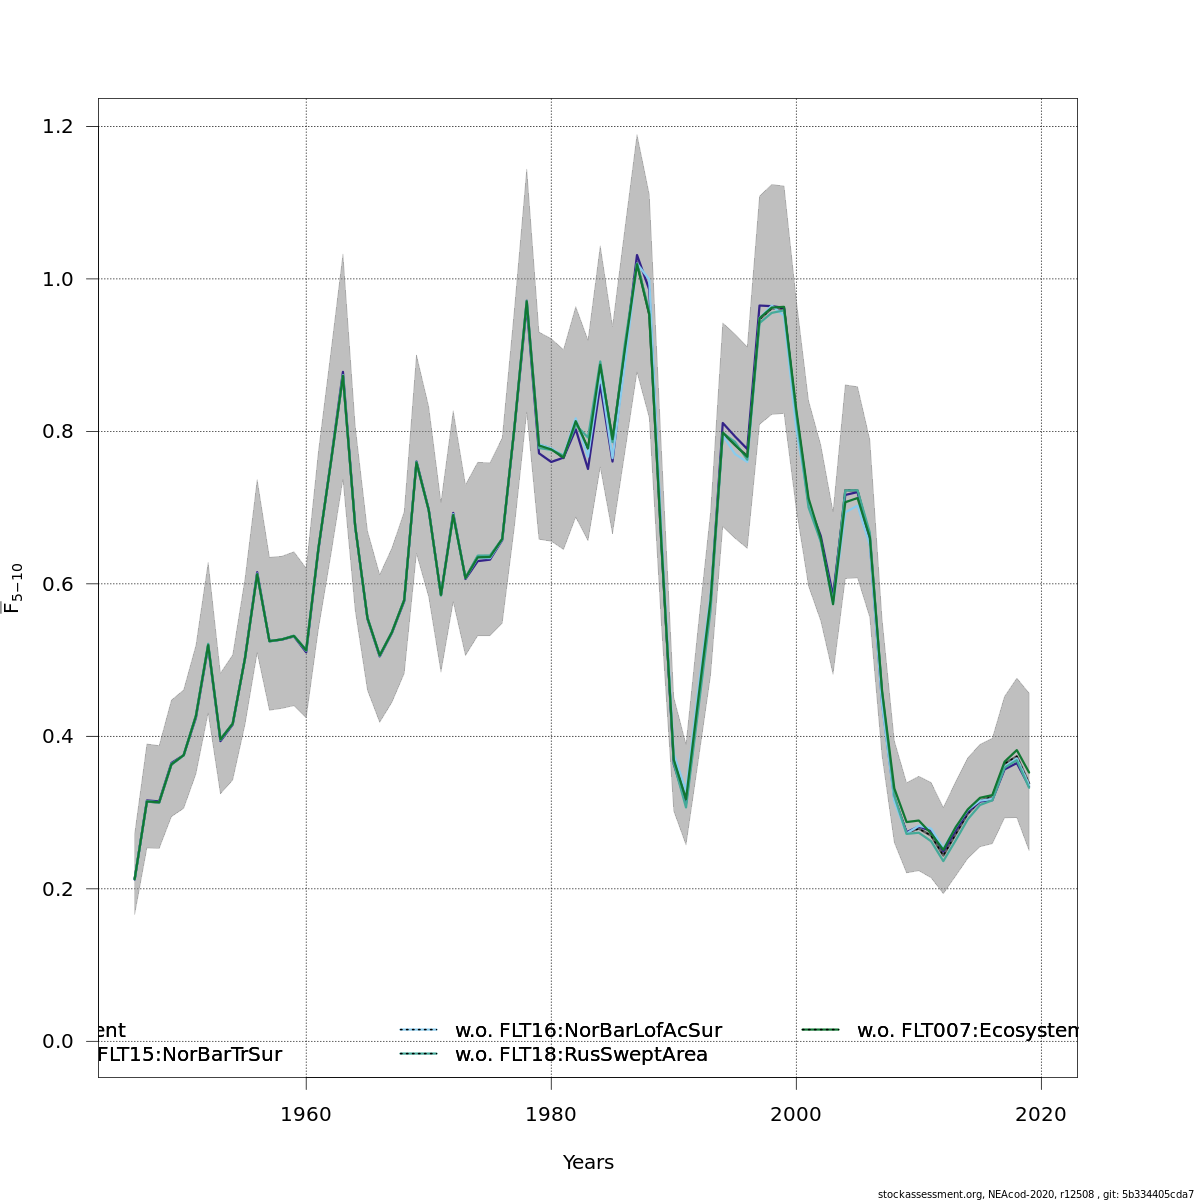 1.2
1.0
0.8
0.6
0.4
0.2
0.0
F5−10
ent
FLT15:NorBarTrSur
w.o. FLT16:NorBarLofAcSur
w.o. FLT18:RusSweptArea
w.o. FLT007:Ecosystem
1960
1980
2000
2020
Years
stockassessment.org, NEAcod-2020, r12508 , git: 5b334405cda7